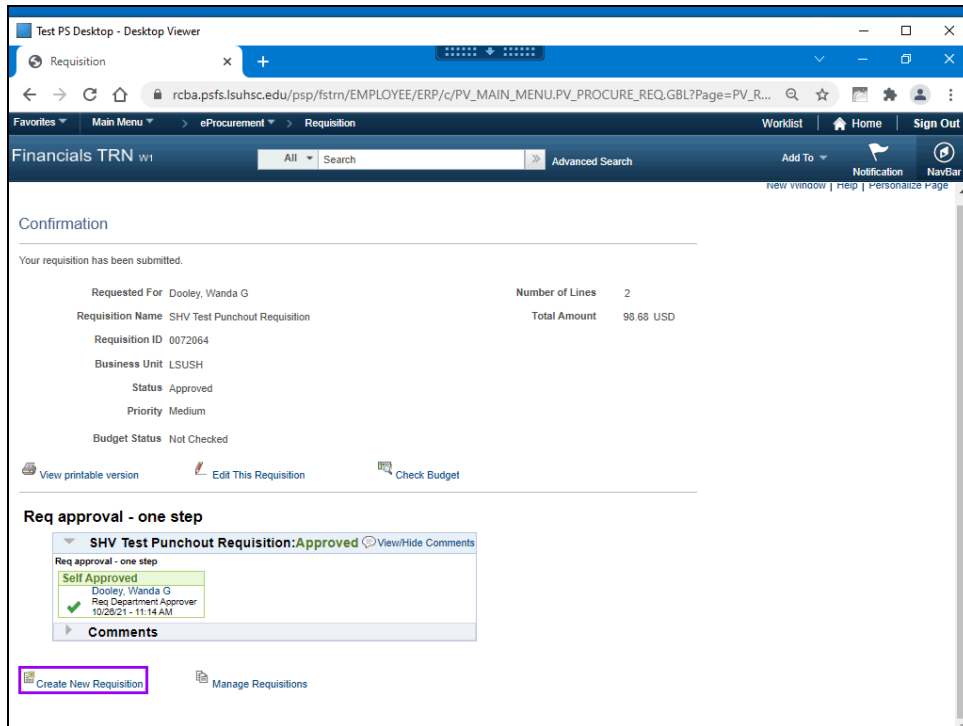 Test PS Desktop - Desktop Viewer
Requisition
rcba.psfs.lsuhsc.edu/psp/fstrn/EMPLOYEE/ERP/c/PV_MAIN_MENU.PV_PROCURE_REQ.GBL?Page=PV_R...
Favorites Main Menu > eProcurement > Requisition Worklist Home Sign Out
Financials TRN W1 All Search Advanced Search Add To Notification NavBar
New Window | Help | Personalize Page
Confirmation
Your requisition has been submitted.
Requested For Dooley, Wanda G Number of Lines 2
Requisition Name SHV Test Punchout Requisition Total Amount 98.68 USD
Requisition ID 0072064
Business Unit LSUSH
Status Approved
Priority Medium
Budget Status Not Checked
View printable version Edit This Requisition Check Budget
Req approval - one step
SHV Test Punchout Requisition:Approved View/Hide Comments
Req approval - one step
Self Approved
Dooley, Wanda G
Req Department Approver
10/26/21 - 11:14 AM
Comments
Create New Requisition Manage Requisitions